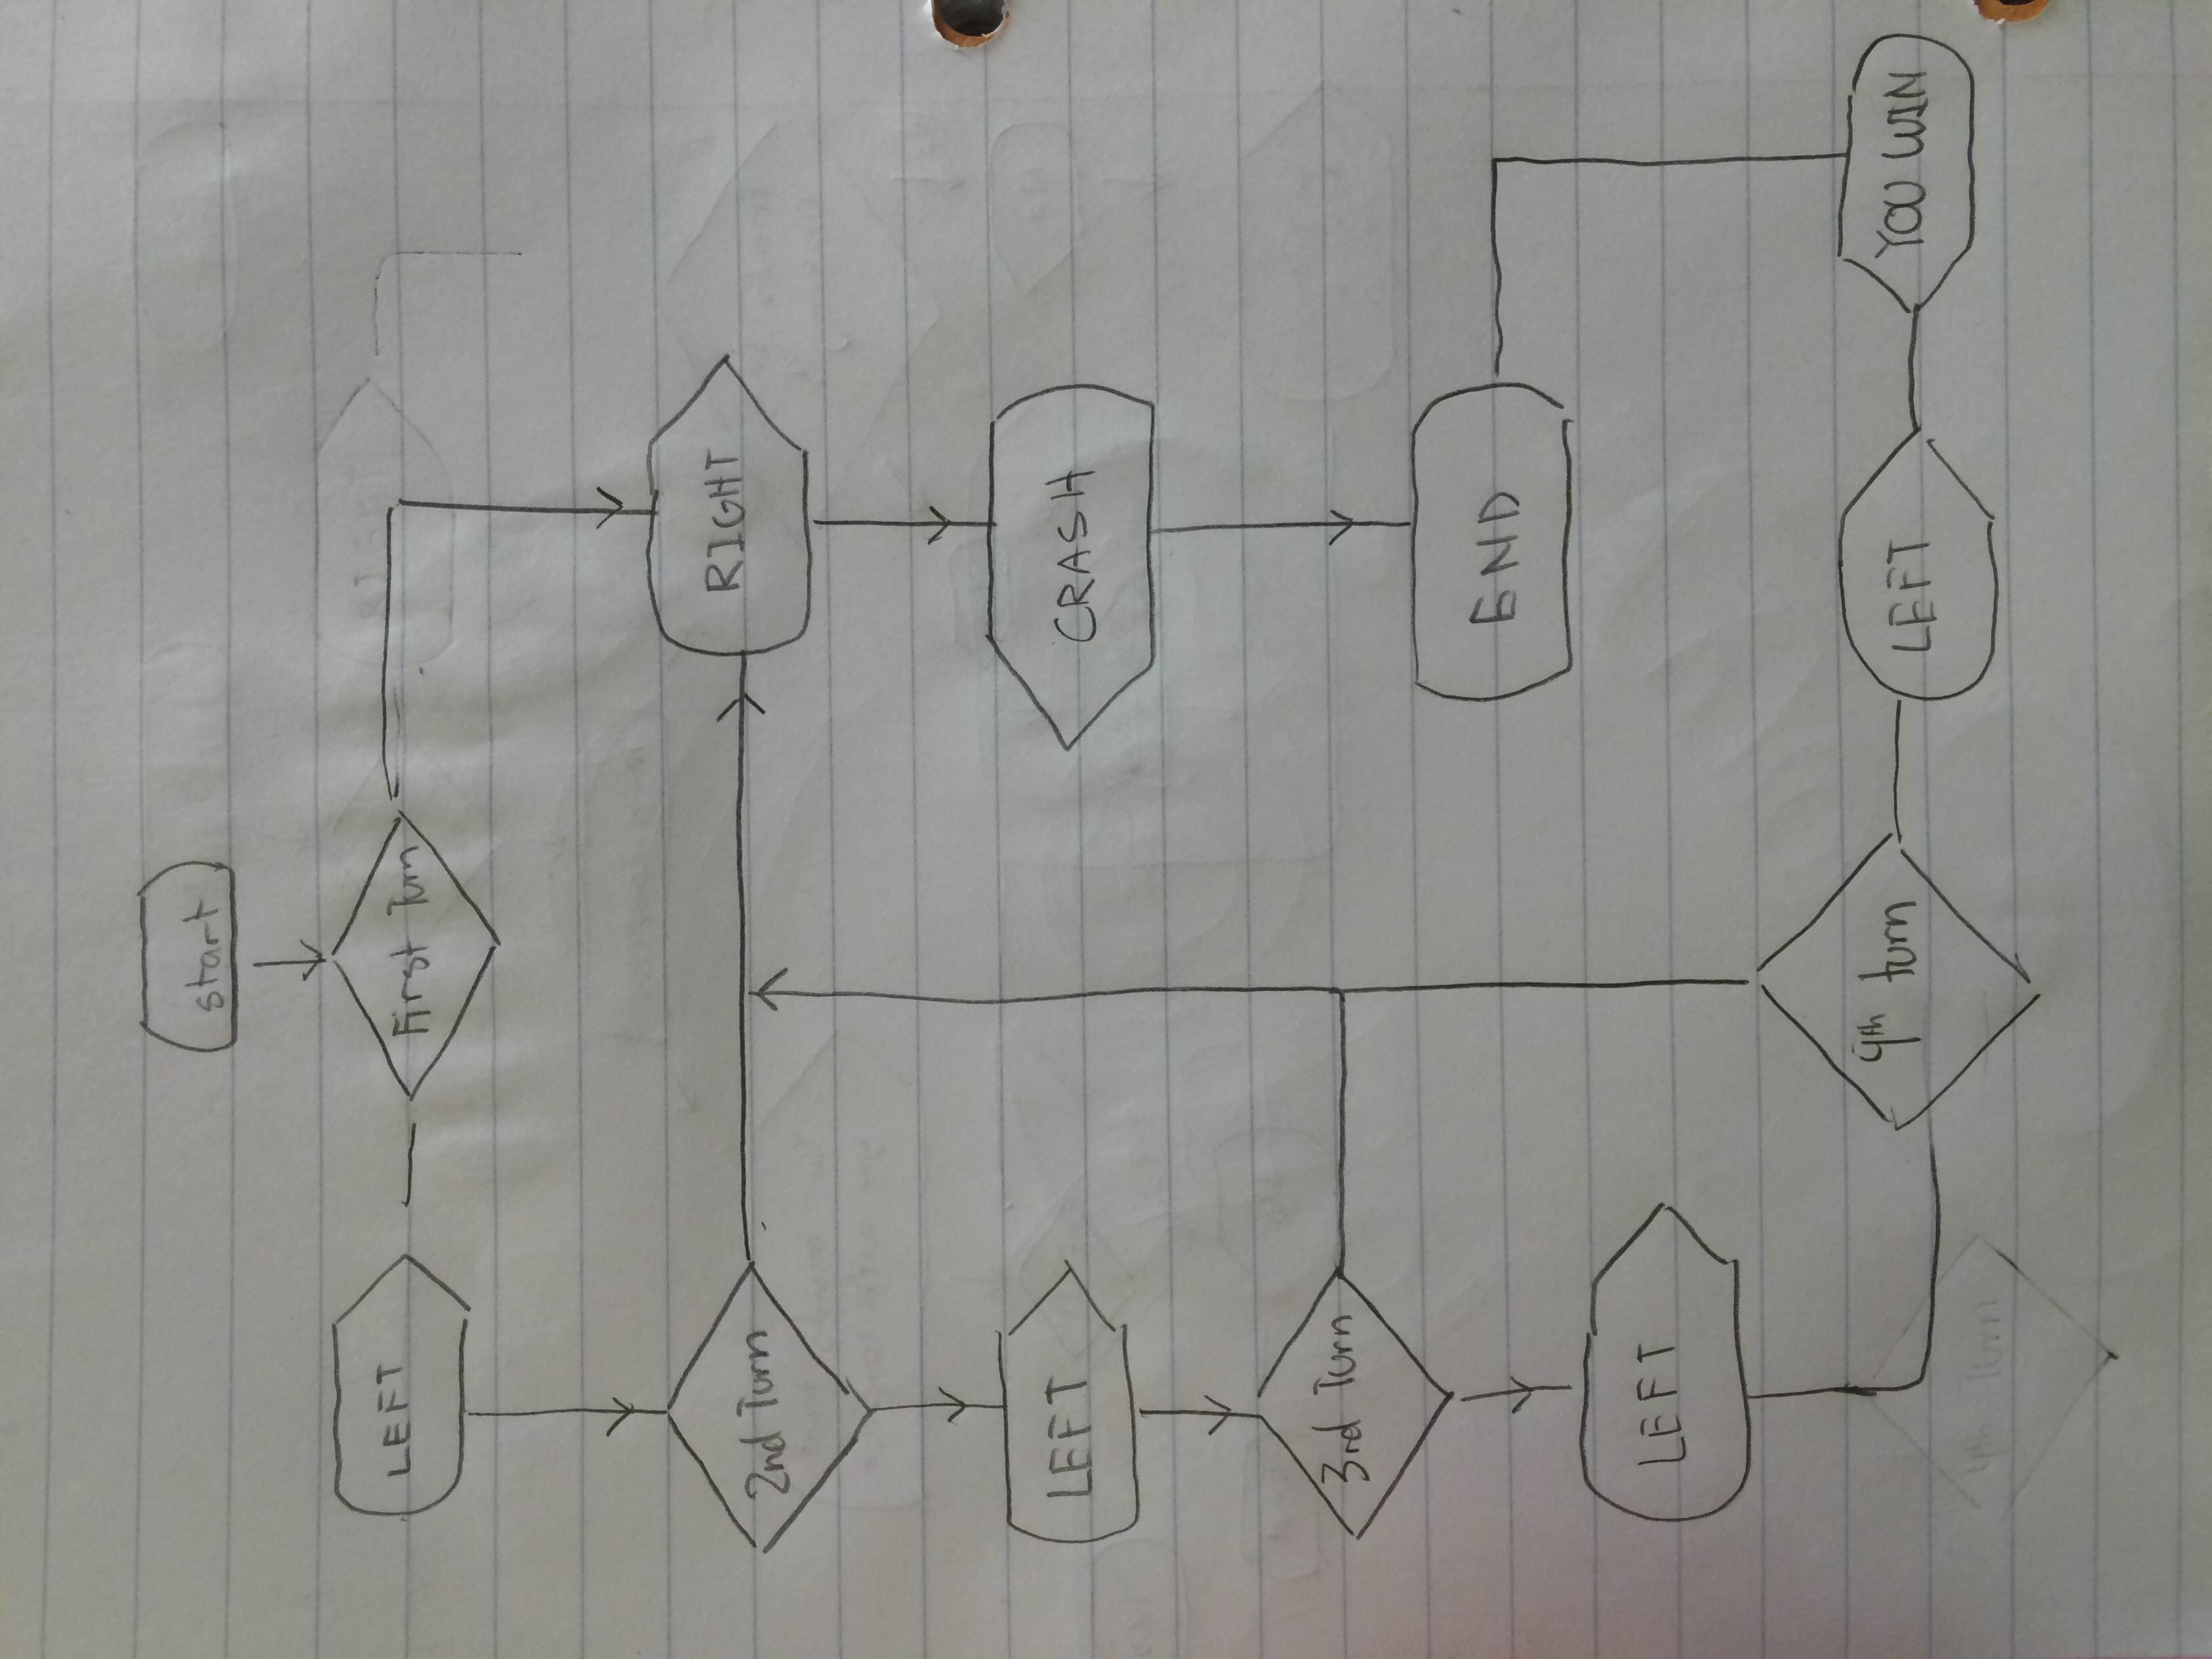 start
LEFT
First Turn
RIGHT
2nd Turn
RIGHT
LEFT
CRASH
3rd Turn
END
LEFT
4th turn
LEFT
YOU WIN
4th Turn